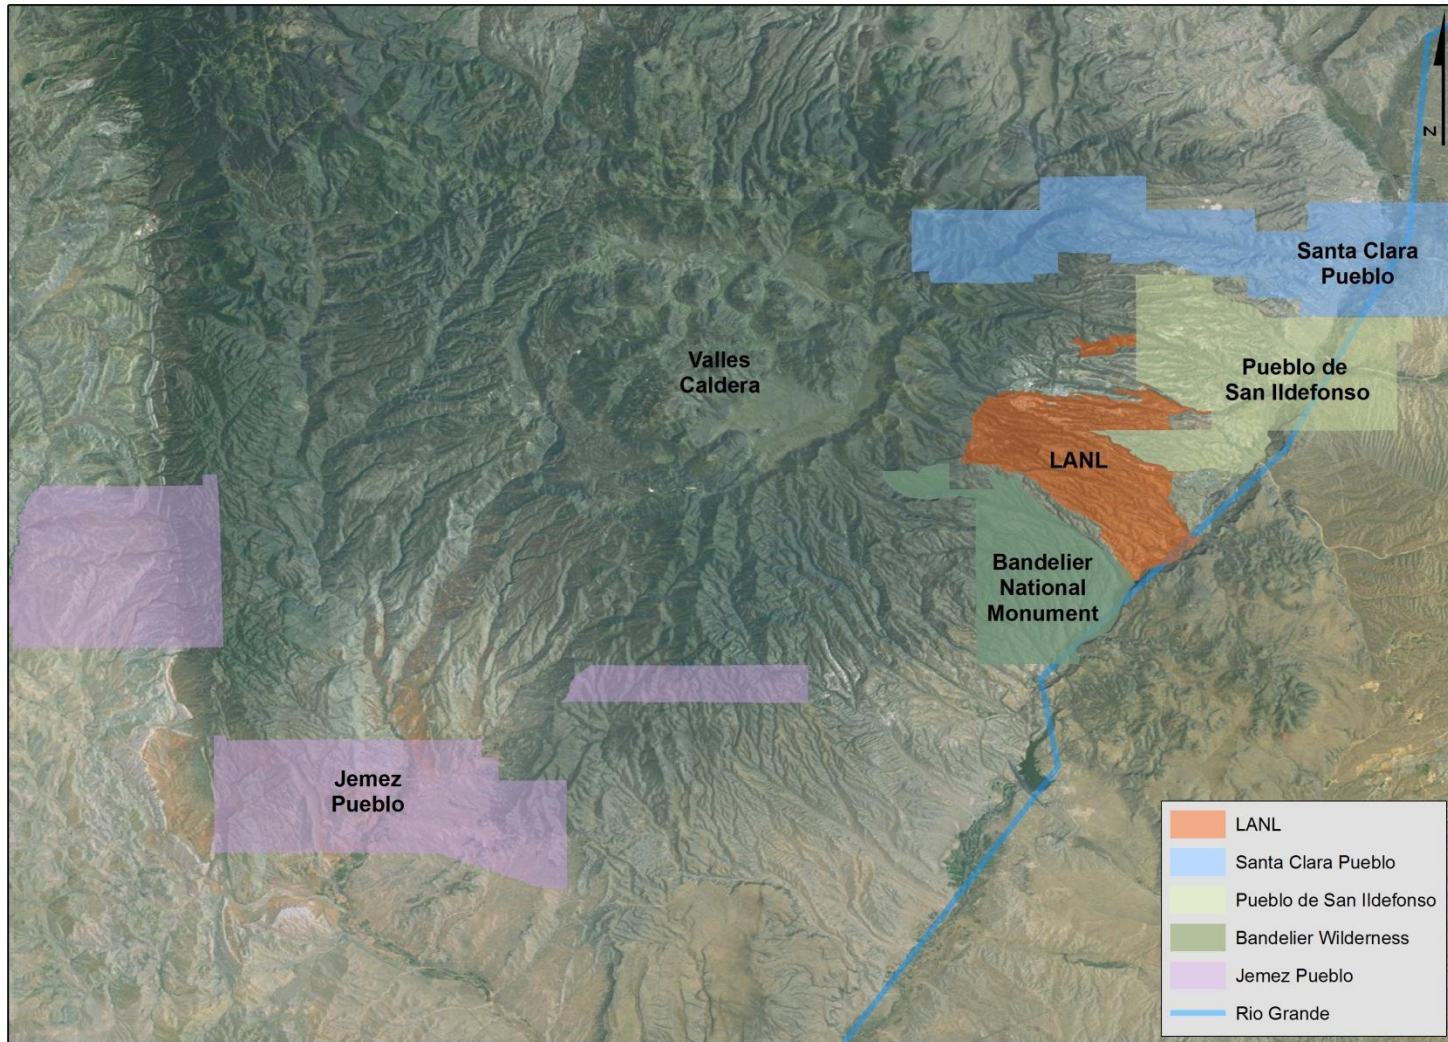 N
Santa Clara
Pueblo
Valles
Caldera
Pueblo de
San Ildefonso
LANL
Bandelier
National
Monument
Jemez
Pueblo
LANL
Santa Clara Pueblo
Pueblo de San Ildefonso
Bandelier Wilderness
Jemez Pueblo
Rio Grande